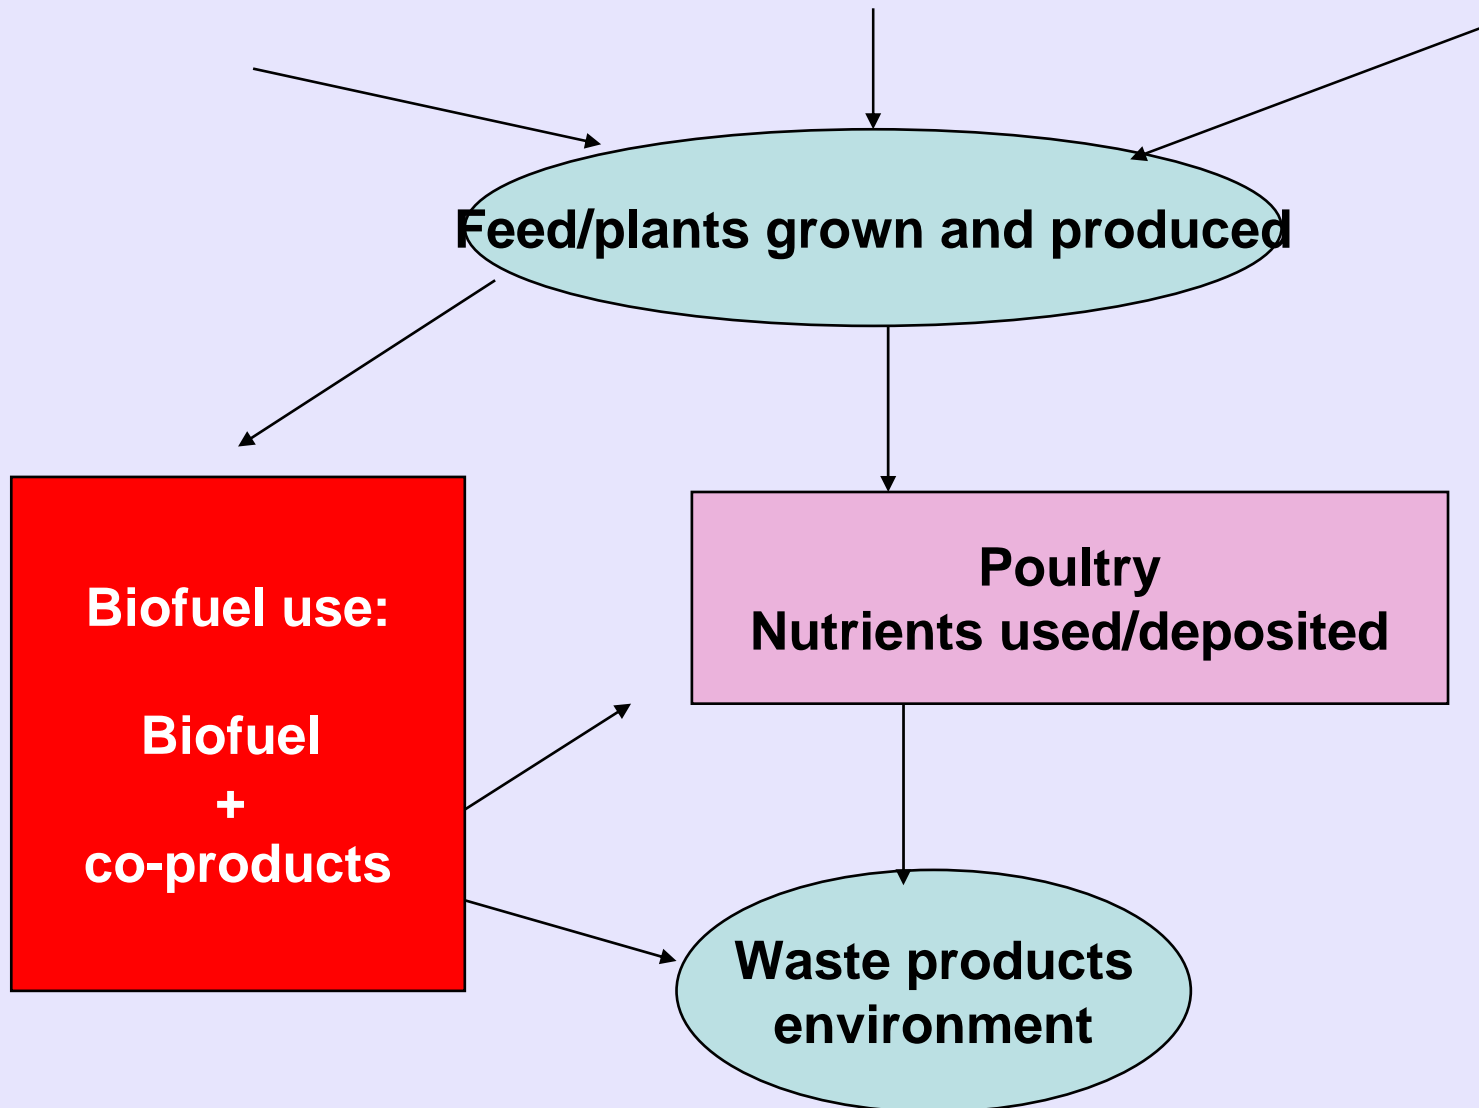 Feed/plants grown and produced
Biofuel use:
Biofuel
+
co-products
Poultry
Nutrients used/deposited
Waste products
environment